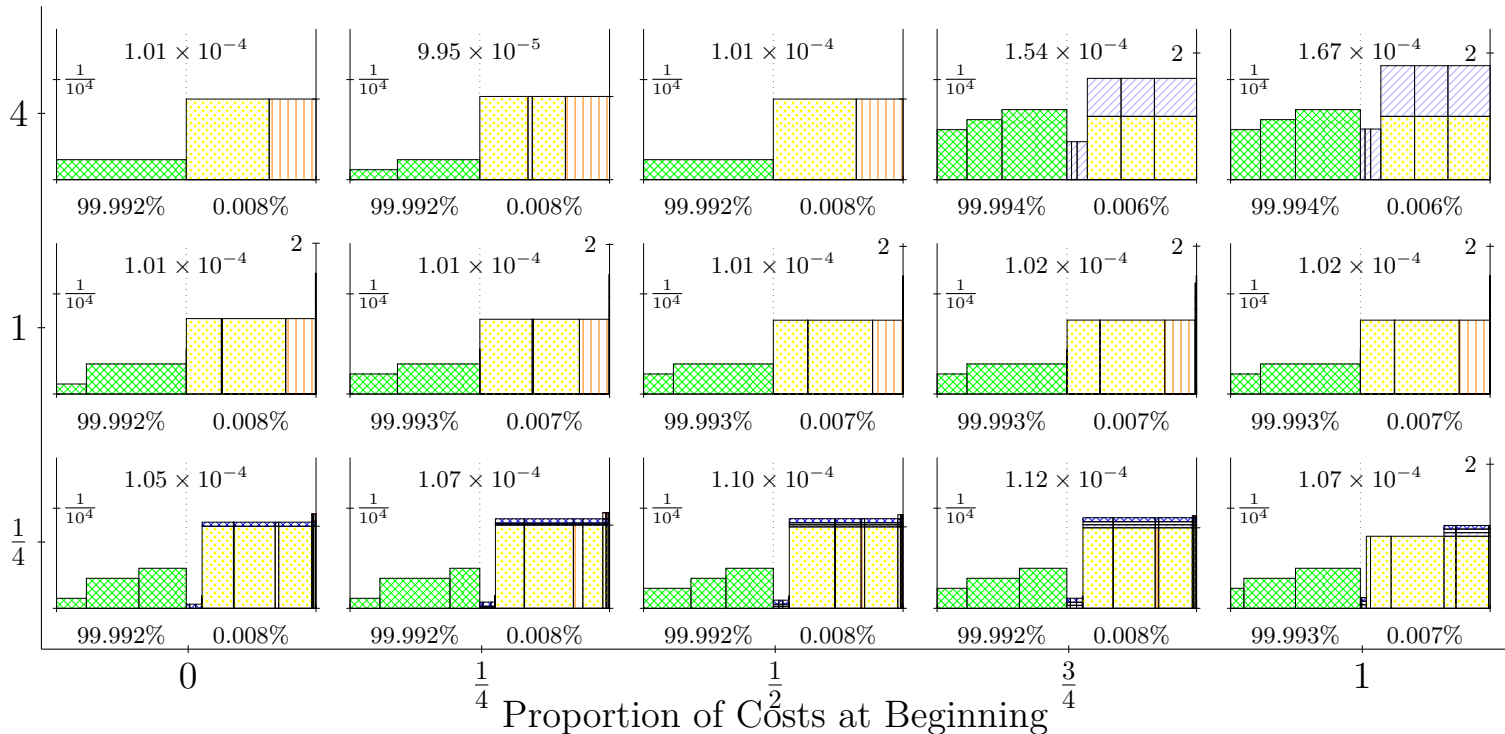 1.01 × 10⁻⁴ 9.95 × 10⁻⁵ 1.01 × 10⁻⁴ 1.54 × 10⁻⁴ 2 1.67 × 10⁻⁴ 2
1/10⁴ 1/10⁴ 1/10⁴ 1/10⁴ 1/10⁴
4
99.992% 0.008% 99.992% 0.008% 99.992% 0.008% 99.994% 0.006% 99.994% 0.006%
1.01 × 10⁻⁴ 2 1.01 × 10⁻⁴ 2 1.01 × 10⁻⁴ 2 1.02 × 10⁻⁴ 2 1.02 × 10⁻⁴ 2
1/10⁴ 1/10⁴ 1/10⁴ 1/10⁴ 1/10⁴
1
99.992% 0.008% 99.993% 0.007% 99.993% 0.007% 99.993% 0.007% 99.993% 0.007%
1.05 × 10⁻⁴ 1.07 × 10⁻⁴ 1.10 × 10⁻⁴ 1.12 × 10⁻⁴ 1.07 × 10⁻⁴ 2
1/10⁴ 1/10⁴ 1/10⁴ 1/10⁴ 1/10⁴
1/4
99.992% 0.008% 99.992% 0.008% 99.992% 0.008% 99.992% 0.008% 99.993% 0.007%
0 1/4 1/2 3/4 1
Proportion of Costs at Beginning